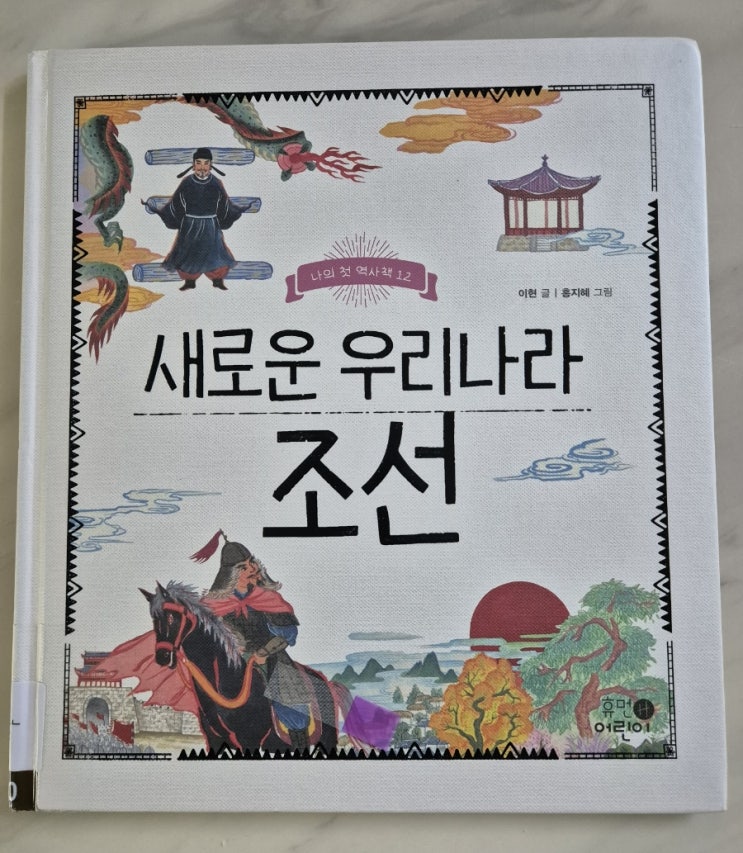 나의 첫 역사책 12
이현 글 | 홍지혜 그림
새로운 우리나라
조선
휴먼
어린이